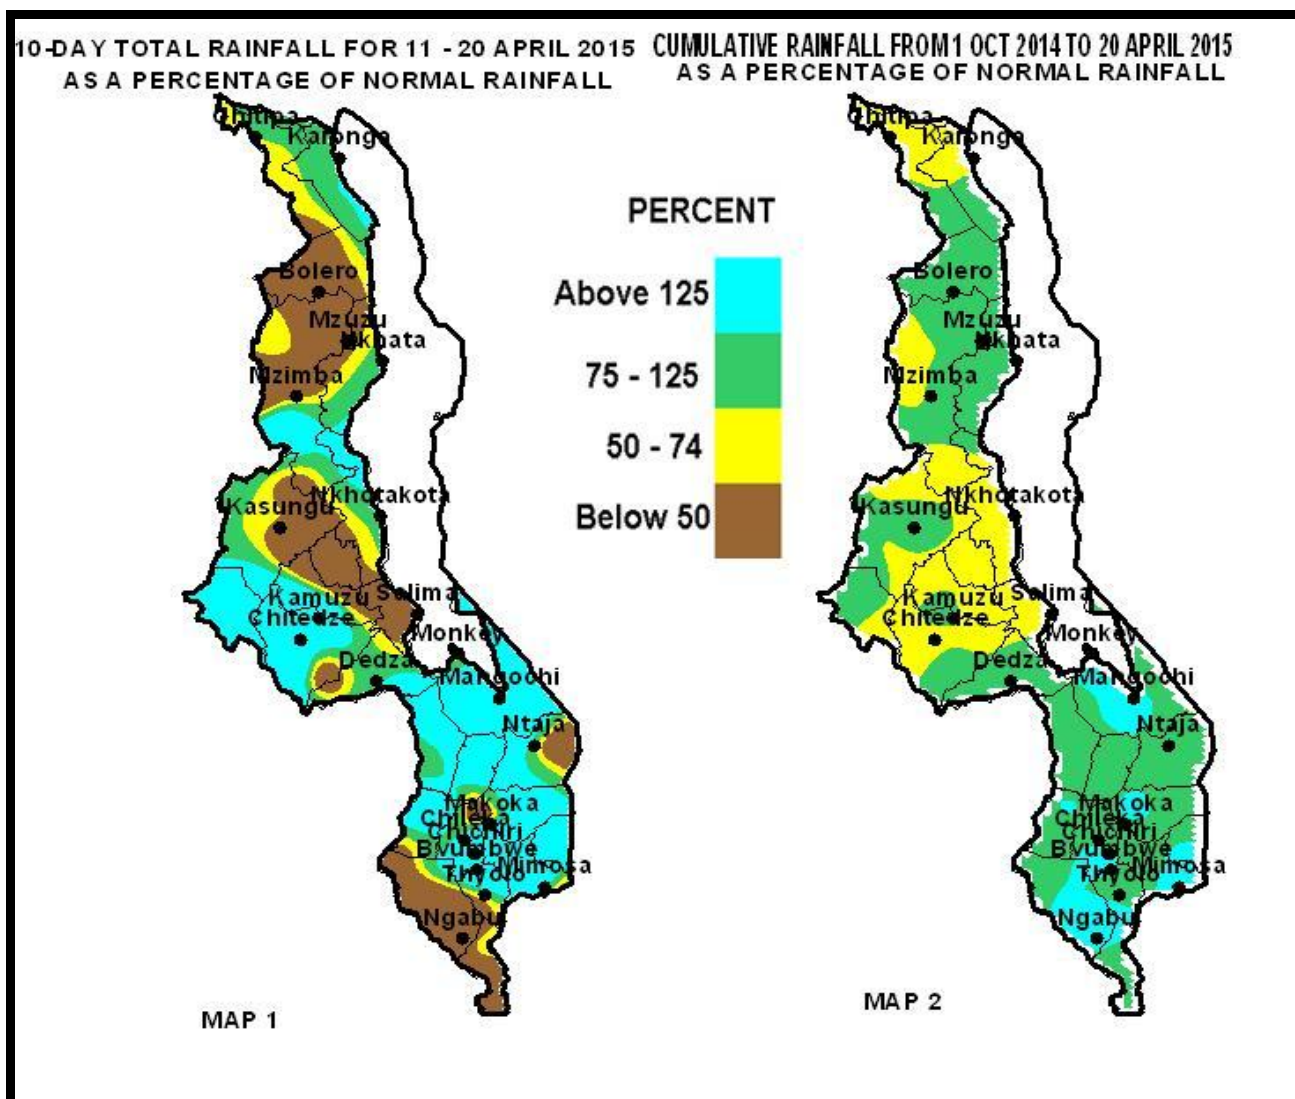 10-DAY TOTAL RAINFALL FOR 11 - 20 APRIL 2015
AS A PERCENTAGE OF NORMAL RAINFALL
CUMULATIVE RAINFALL FROM 1 OCT 2014 TO 20 APRIL 2015
AS A PERCENTAGE OF NORMAL RAINFALL
Chitipa
Karonga
Bolero
Mzuzu
Nkhata
Mzimba
Nkhotakota
Kasungu
Salima
Kamuzu
Chitedze
Monkey
Dedza
Mangochi
Ntaja
Makoka
Chileka
Chichiri
Bvumbwe
Mimosa
Thyolo
Ngabu
MAP 1
PERCENT
Above 125
75 - 125
50 - 74
Below 50
Chitipa
Karonga
Bolero
Mzuzu
Nkhata
Mzimba
Nkhotakota
Kasungu
Salima
Kamuzu
Chitedze
Monkey
Dedza
Mangochi
Ntaja
Makoka
Chileka
Chichiri
Bvumbwe
Mimosa
Thyolo
Ngabu
MAP 2